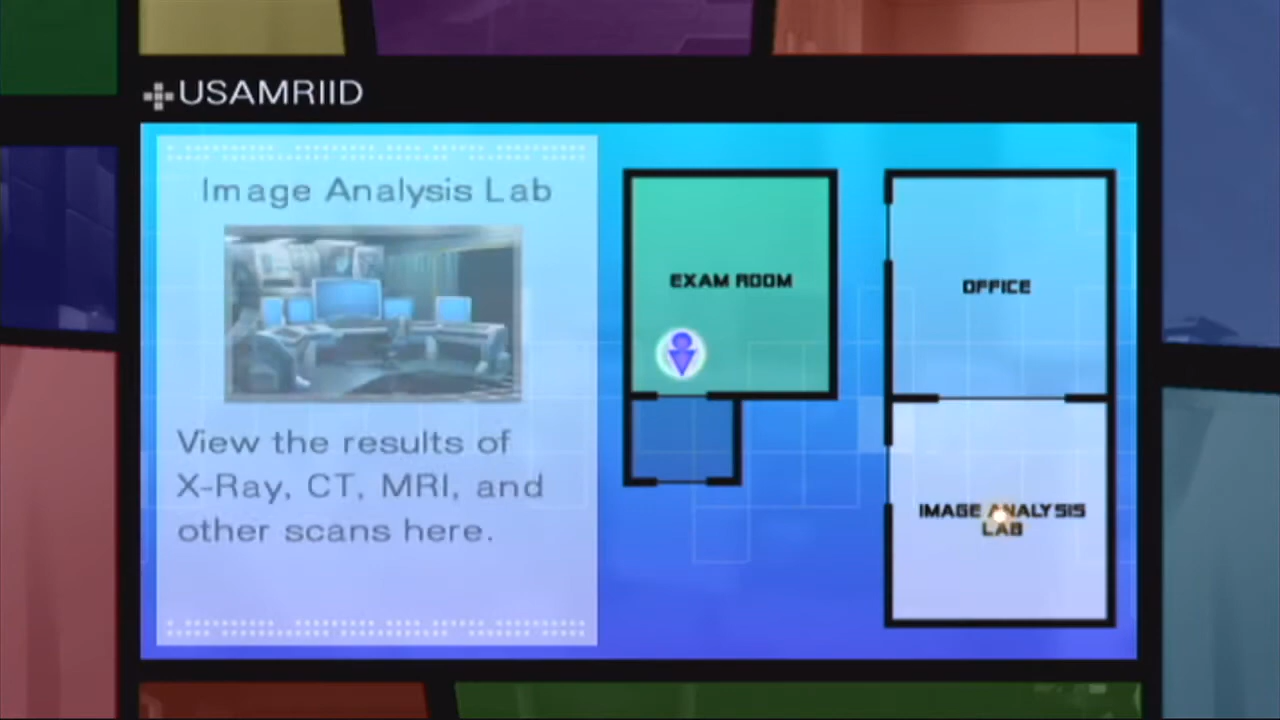 USAMRIID
Image Analysis Lab
View the results of
X-Ray, CT, MRI, and
other scans here.
EXAM ROOM
OFFICE
IMAGE ANALYSIS
LAB